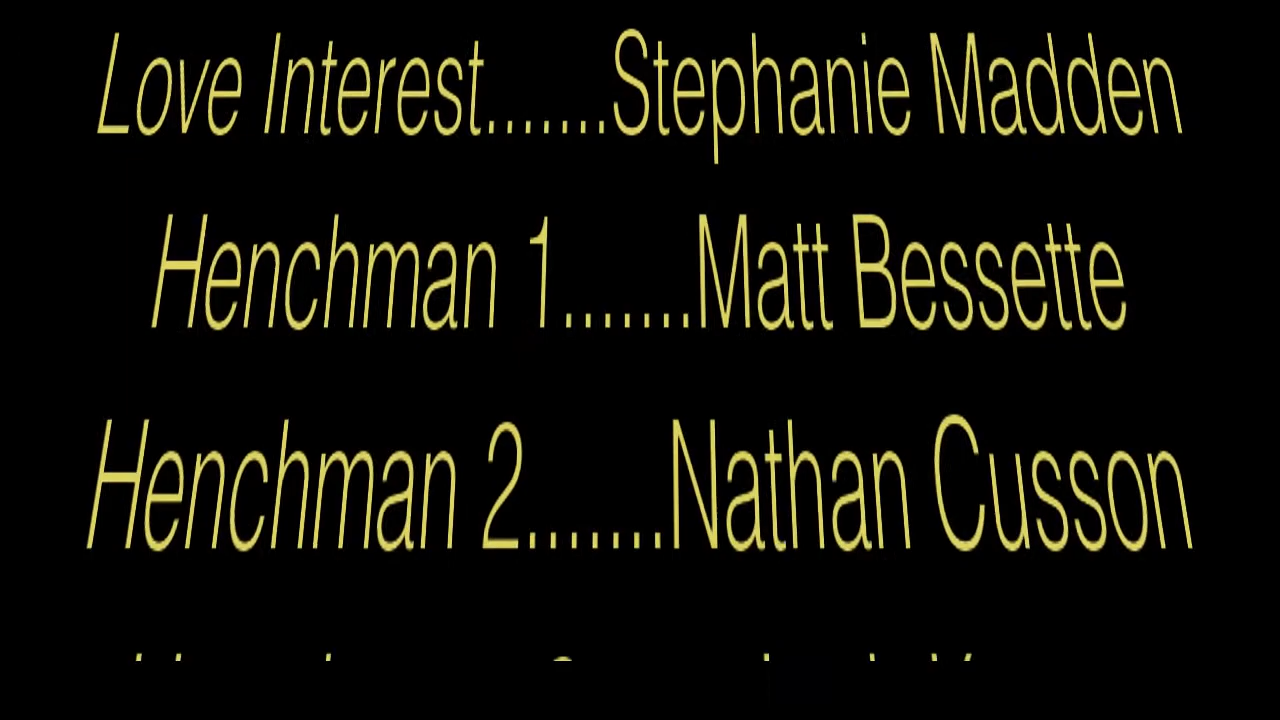 Love Interest.......Stephanie Madden
Henchman 1.......Matt Bessette
Henchman 2.......Nathan Cusson